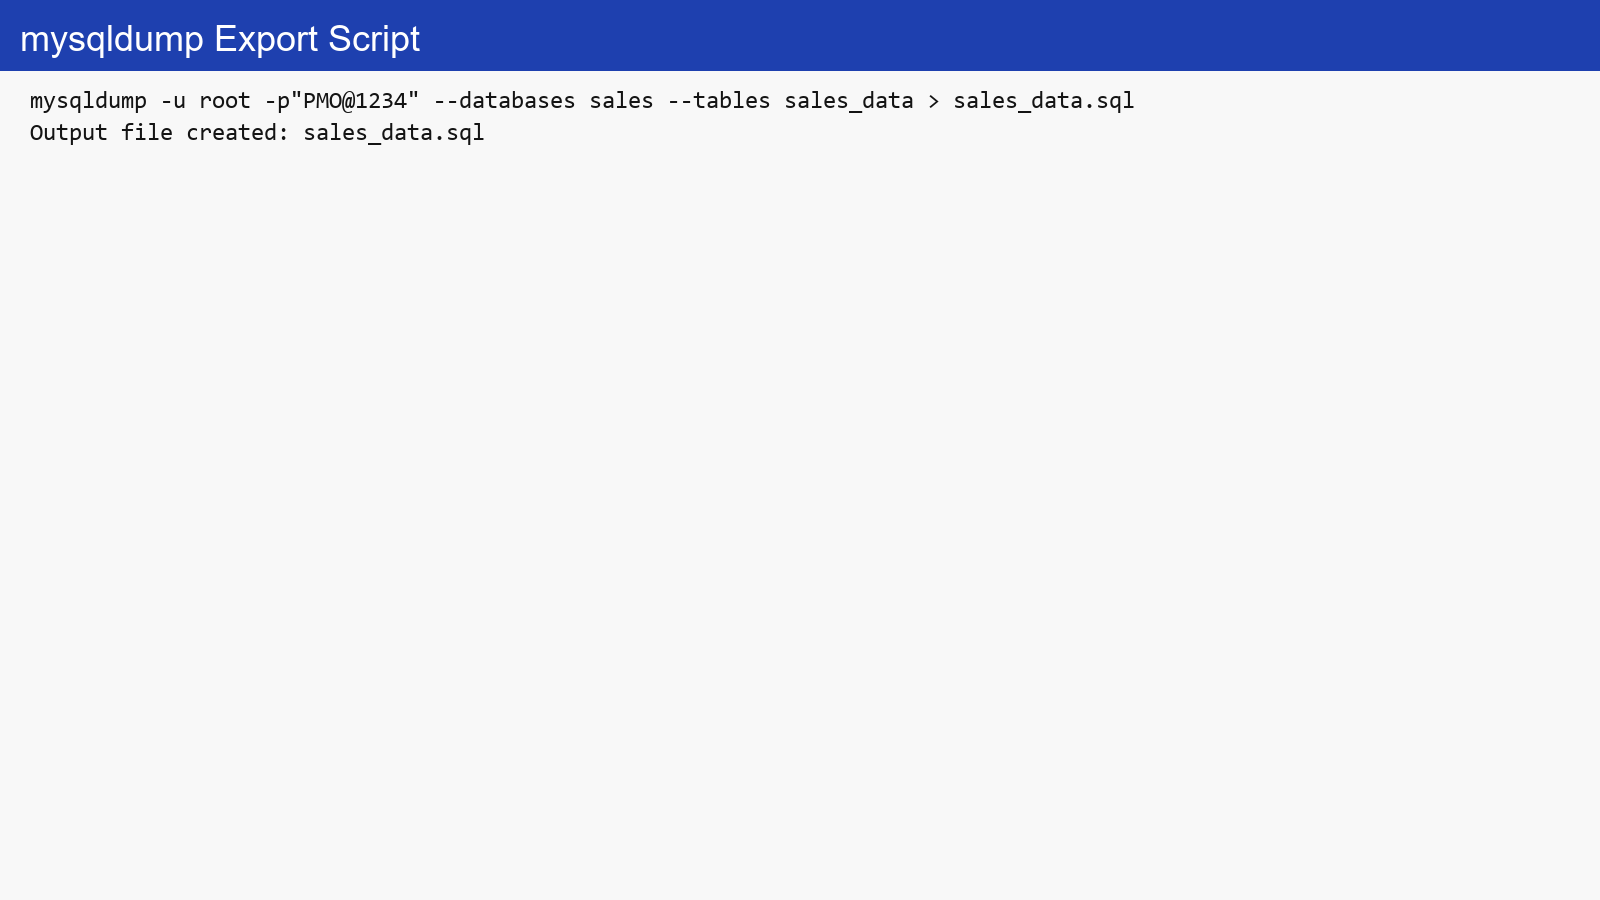 mysqldump Export Script
mysqldump -u root -p"PMO@1234" --databases sales --tables sales_data > sales_data.sql
Output file created: sales_data.sql